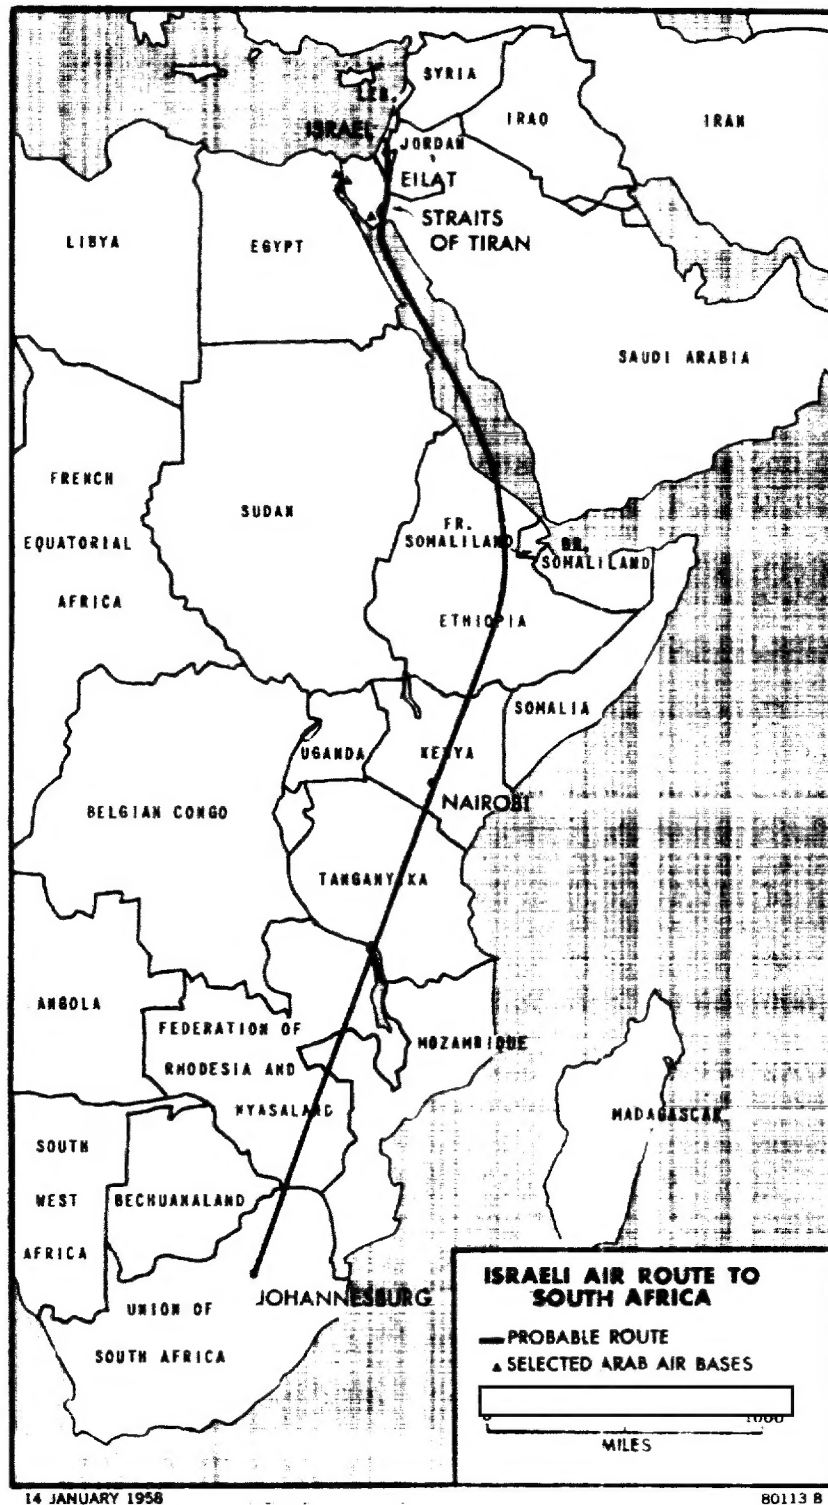 SYRIA
LEB.
ISRAEL
IRAQ
IRAN
JORDAN
EILAT
STRAITS
OF TIRAN
LIBYA
EGYPT
SAUDI ARABIA
FRENCH
EQUATORIAL
AFRICA
SUDAN
FR.
SOMALILAND
BR.
SOMALILAND
ETHIOPIA
SOMALIA
UGANDA
KENYA
NAIROBI
BELGIAN CONGO
TANGANYIKA
ANGOLA
FEDERATION OF
RHODESIA AND
NYASALAND
MOZAMBIQUE
MADAGASCAR
SOUTH
WEST
AFRICA
BECHUANALAND
JOHANNESBURG
UNION OF
SOUTH AFRICA
ISRAELI AIR ROUTE TO
SOUTH AFRICA
PROBABLE ROUTE
SELECTED ARAB AIR BASES
0 1000
MILES
14 JANUARY 1958
80113 B